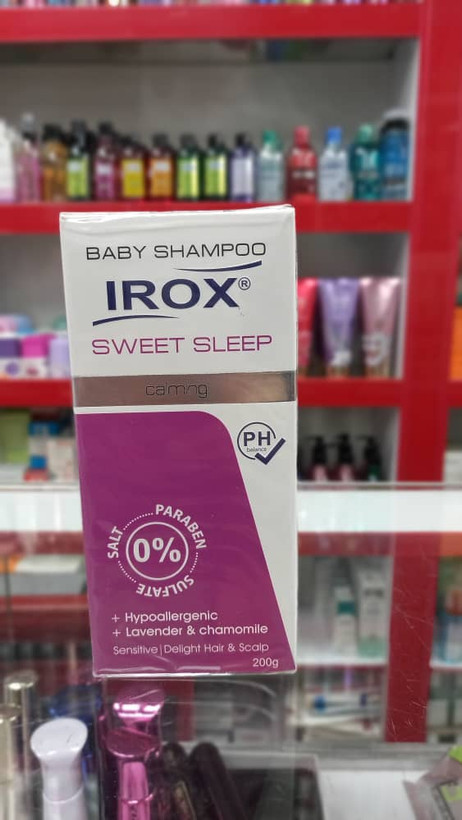 BABY SHAMPOO
IROX®
SWEET SLEEP
calming
PH
balance
SALT PARABEN SULFATE
0%
+ Hypoallergenic
+ Lavender & chamomile
Sensitive | Delight Hair & Scalp
200g